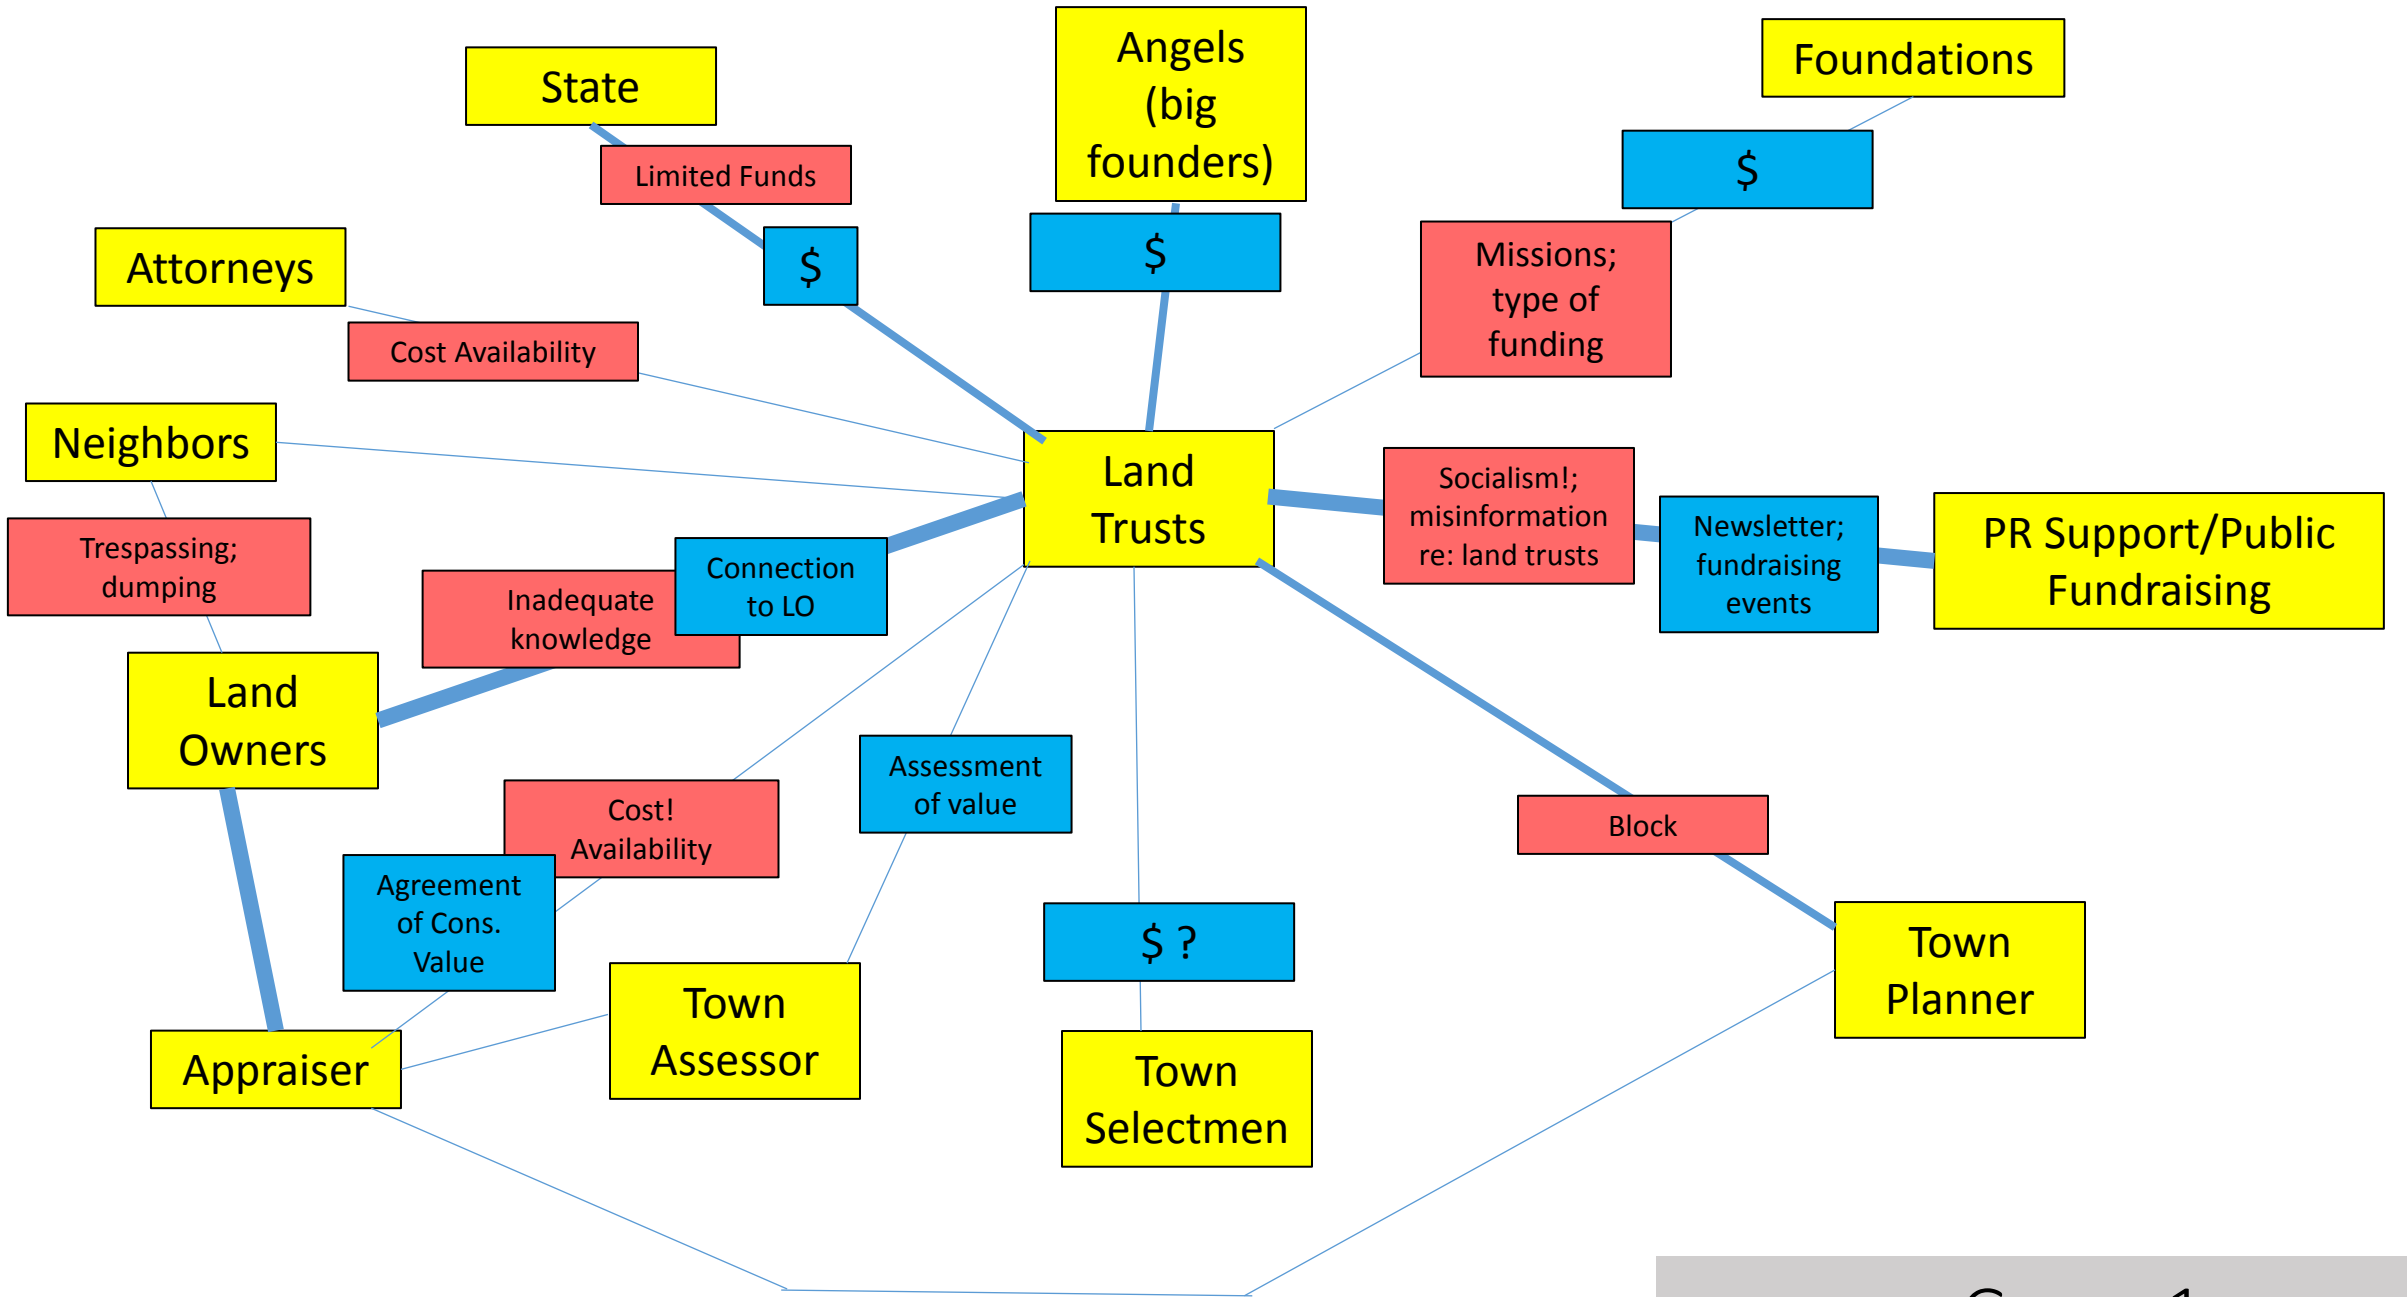 State
Angels
(big
founders)
Foundations
Limited Funds
$
$
$
Attorneys
Missions;
type of
funding
Cost Availability
Neighbors
Land
Trusts
Socialism!;
misinformation
re: land trusts
Newsletter;
fundraising
events
PR Support/Public
Fundraising
Trespassing;
dumping
Inadequate
knowledge
Connection
to LO
Land
Owners
Assessment
of value
Cost!
Availability
Block
Agreement
of Cons.
Value
$ ?
Town
Planner
Town
Assessor
Appraiser
Town
Selectmen